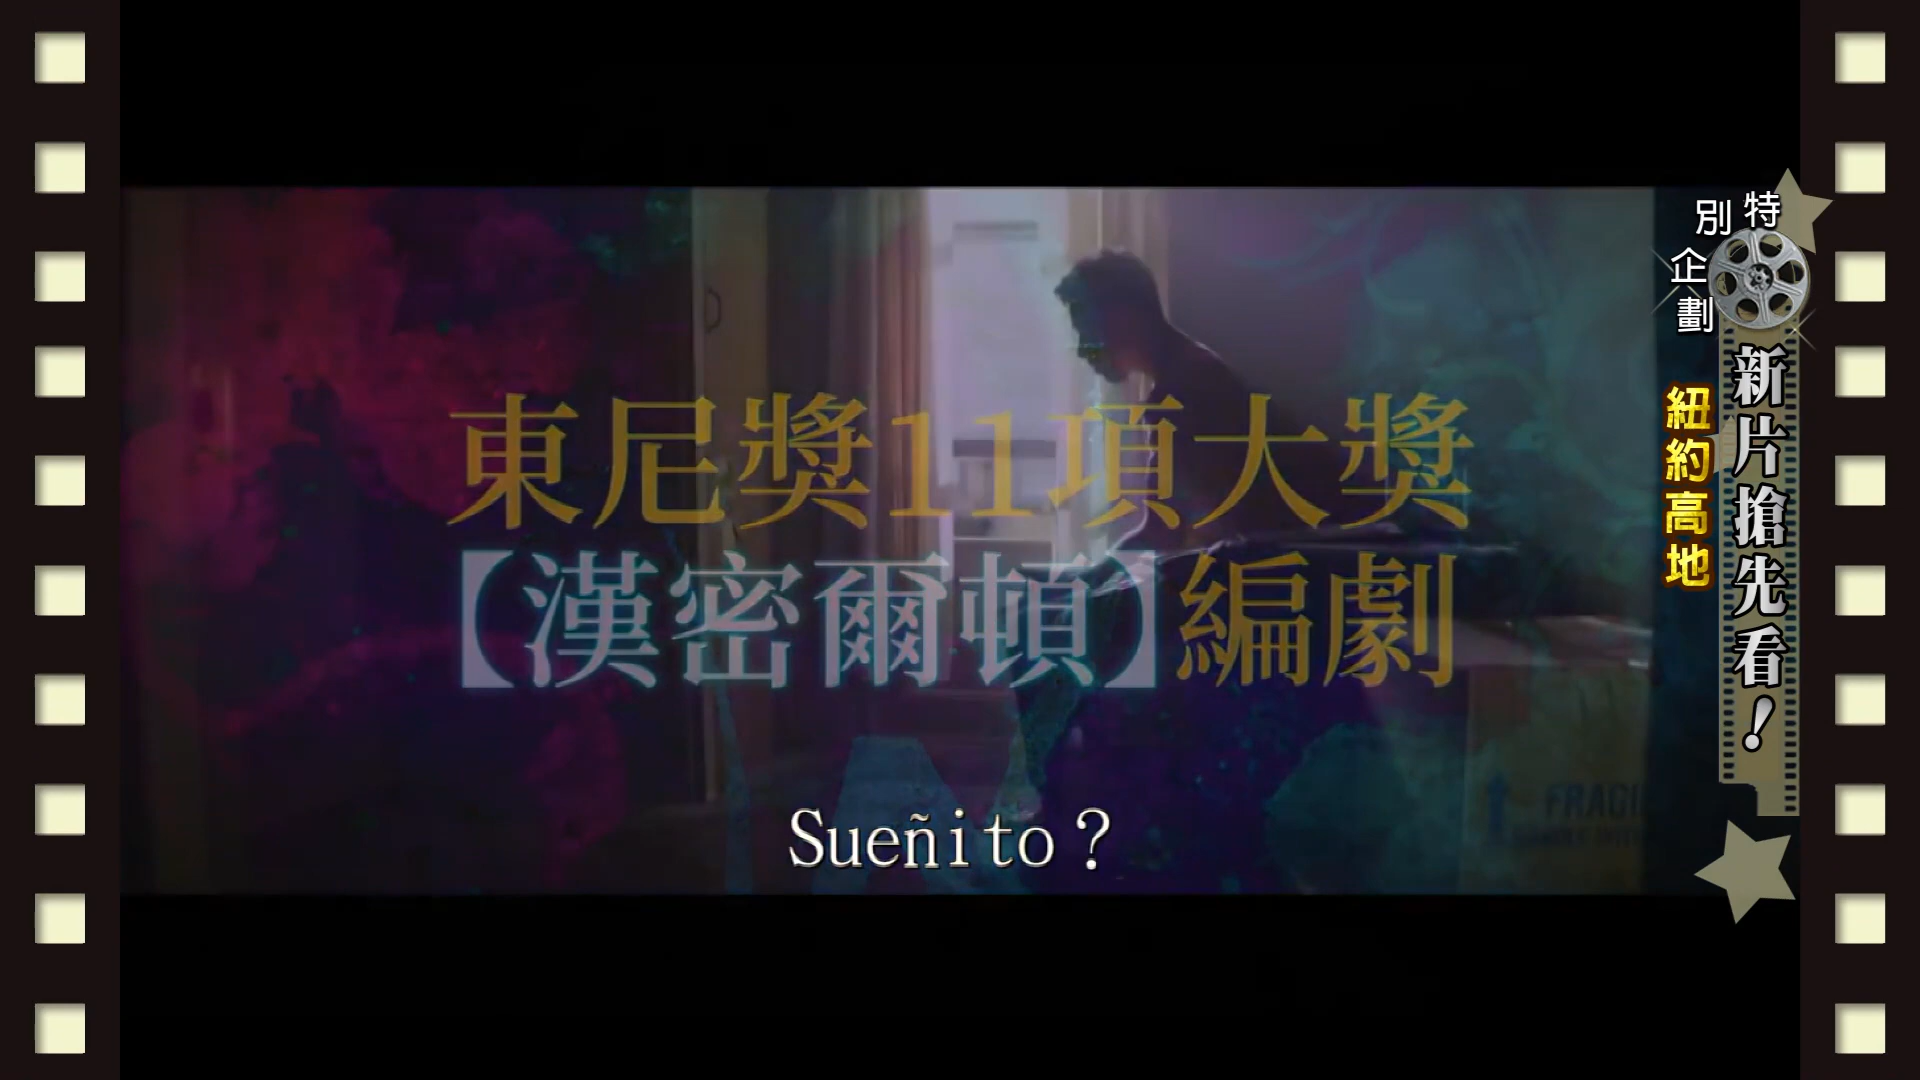 東尼獎11項大獎
【漢密爾頓】編劇
Sueñito？
特別企劃
新片搶先看！
紐約高地